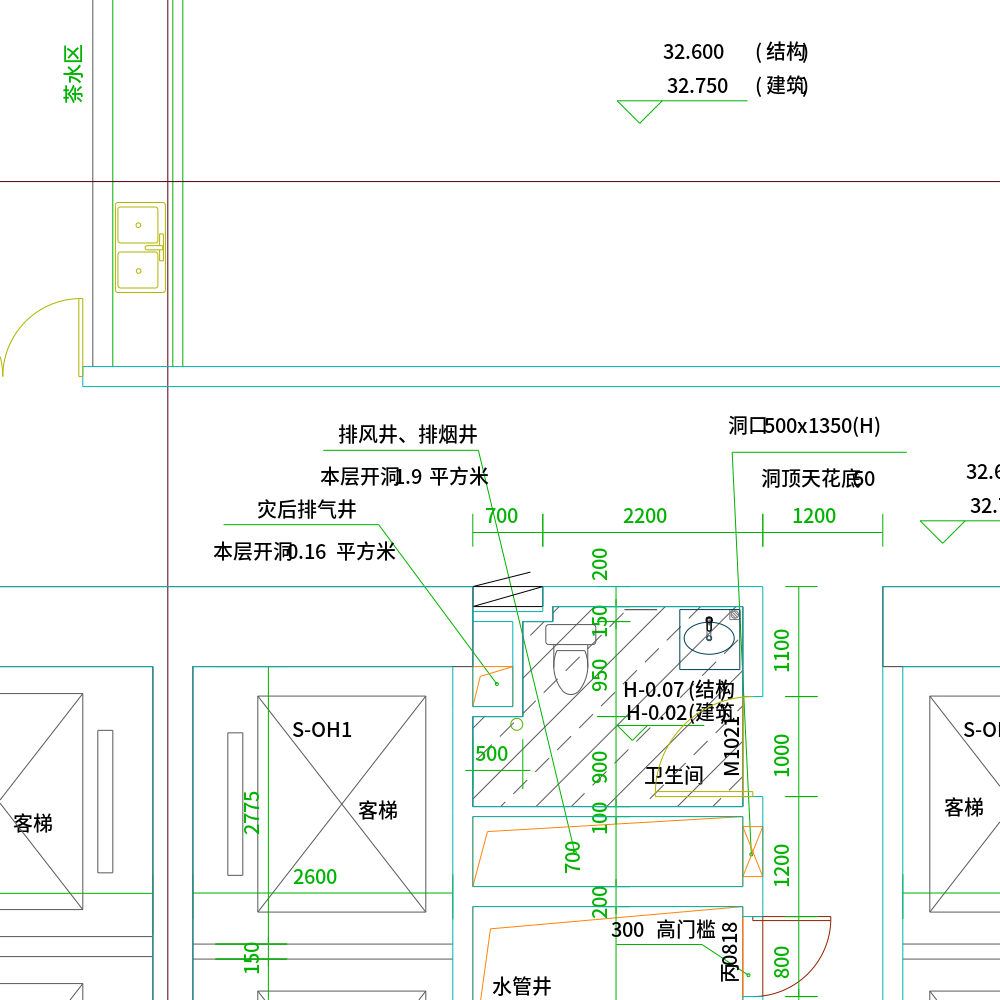 茶水区
32.600 (结构)
32.750 (建筑)
排风井、排烟井
本层开洞1.9 平方米
灾后排气井
本层开洞0.16 平方米
洞口500x1350(H)
洞顶天花底50
700
2200
1200
200
150
950
900
100
700
200
1100
1000
1200
800
H-0.07(结构
H-0.02(建筑
M1021
卫生间
500
S-OH1
客梯
客梯
2775
2600
150
客梯
300 高门槛
丙0818
水管井